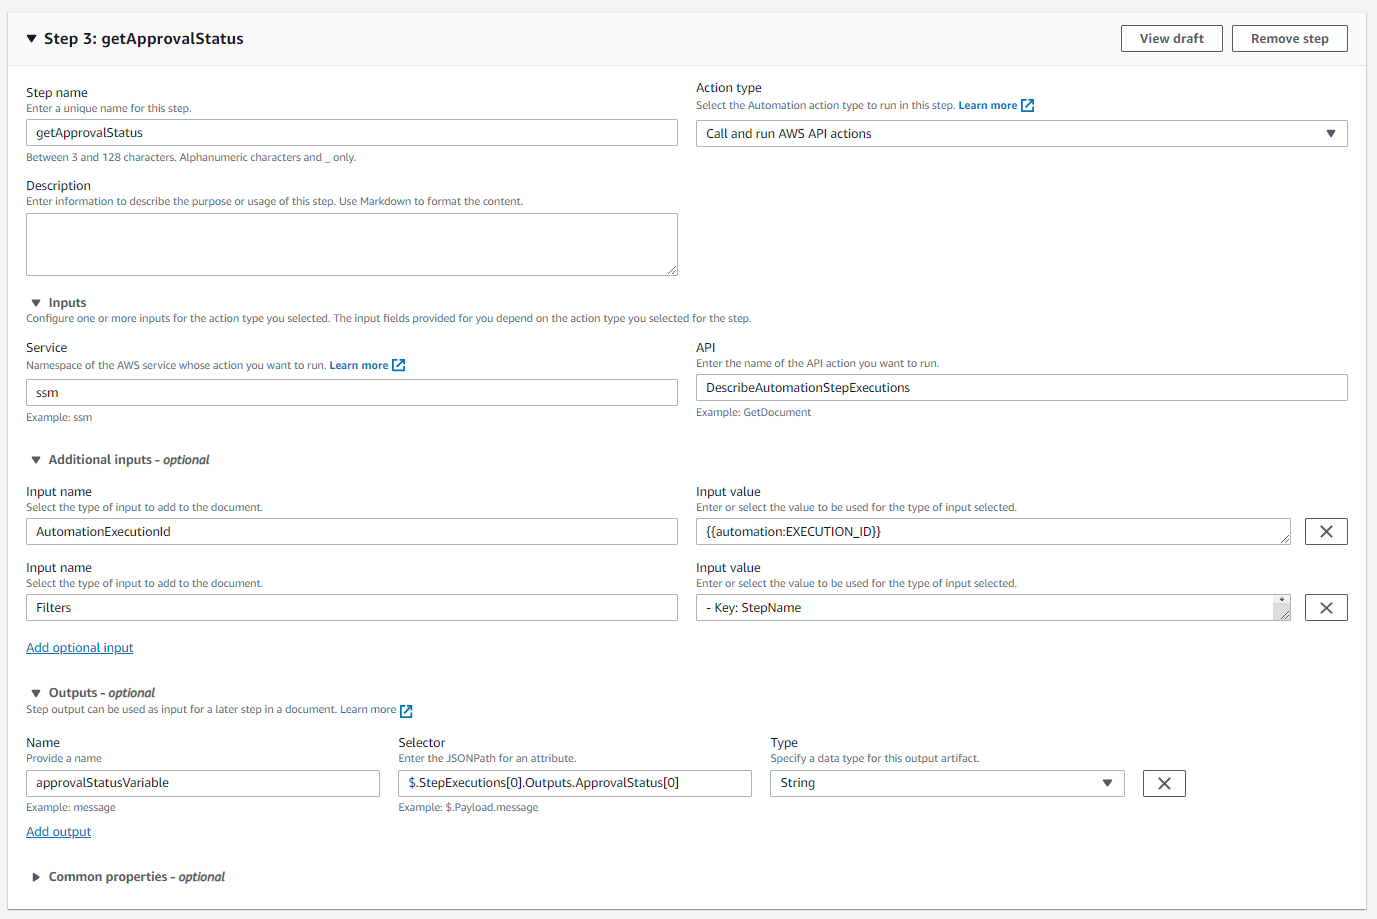 Step 3: getApprovalStatus
View draft
Remove step
Step name
Enter a unique name for this step.
getApprovalStatus
Between 3 and 128 characters. Alphanumeric characters and _ only.
Action type
Select the Automation action type to run in this step. Learn more
Call and run AWS API actions
Description
Enter information to describe the purpose or usage of this step. Use Markdown to format the content.
Inputs
Configure one or more inputs for the action type you selected. The input fields provided for you depend on the action type you selected for the step.
Service
Namespace of the AWS service whose action you want to run. Learn more
ssm
Example: ssm
API
Enter the name of the API action you want to run.
DescribeAutomationStepExecutions
Example: GetDocument
Additional inputs - optional
Input name
Select the type of input to add to the document.
AutomationExecutionId
Input value
Enter or select the value to be used for the type of input selected.
{{automation:EXECUTION_ID}}
Input name
Select the type of input to add to the document.
Filters
Input value
Enter or select the value to be used for the type of input selected.
- Key: StepName
Add optional input
Outputs - optional
Step output can be used as input for a later step in a document. Learn more
Name
Provide a name
approvalStatusVariable
Example: message
Selector
Enter the JSONPath for an attribute.
$.StepExecutions[0].Outputs.ApprovalStatus[0]
Example: $.Payload.message
Type
Specify a data type for this output artifact.
String
Add output
Common properties - optional